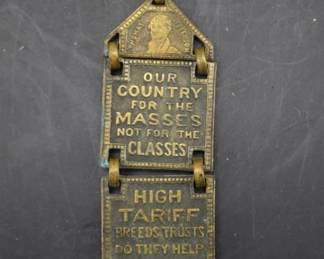 OUR
COUNTRY
FOR THE
MASSES
NOT FOR THE
CLASSES
HIGH
TARIFF
BREEDS TRUSTS
DO THEY HELP